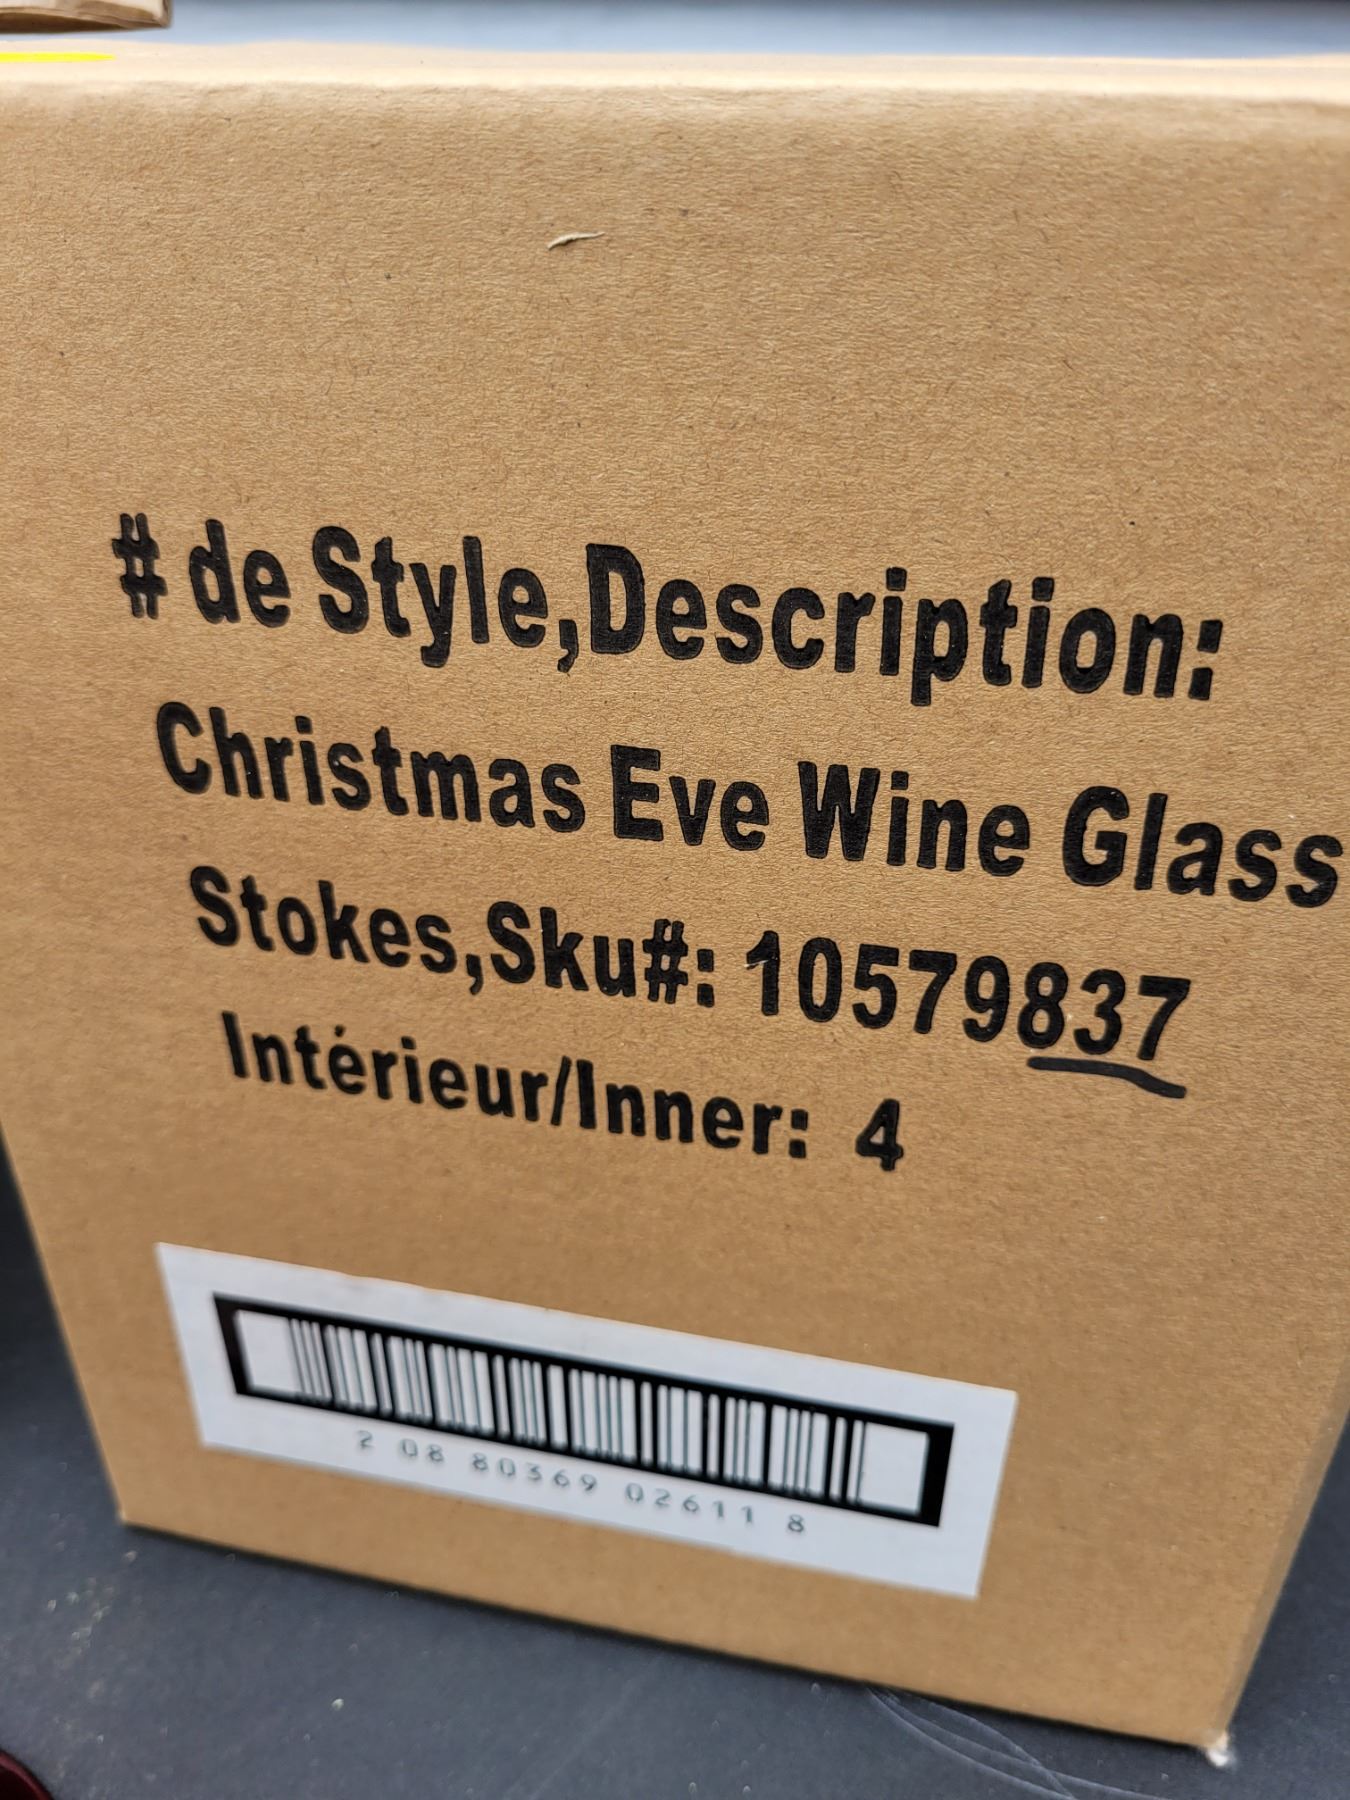 # de Style,Description:
Christmas Eve Wine Glass
Stokes,Sku#: 10579837
Intérieur/Inner: 4
2 08 80369 02611 8